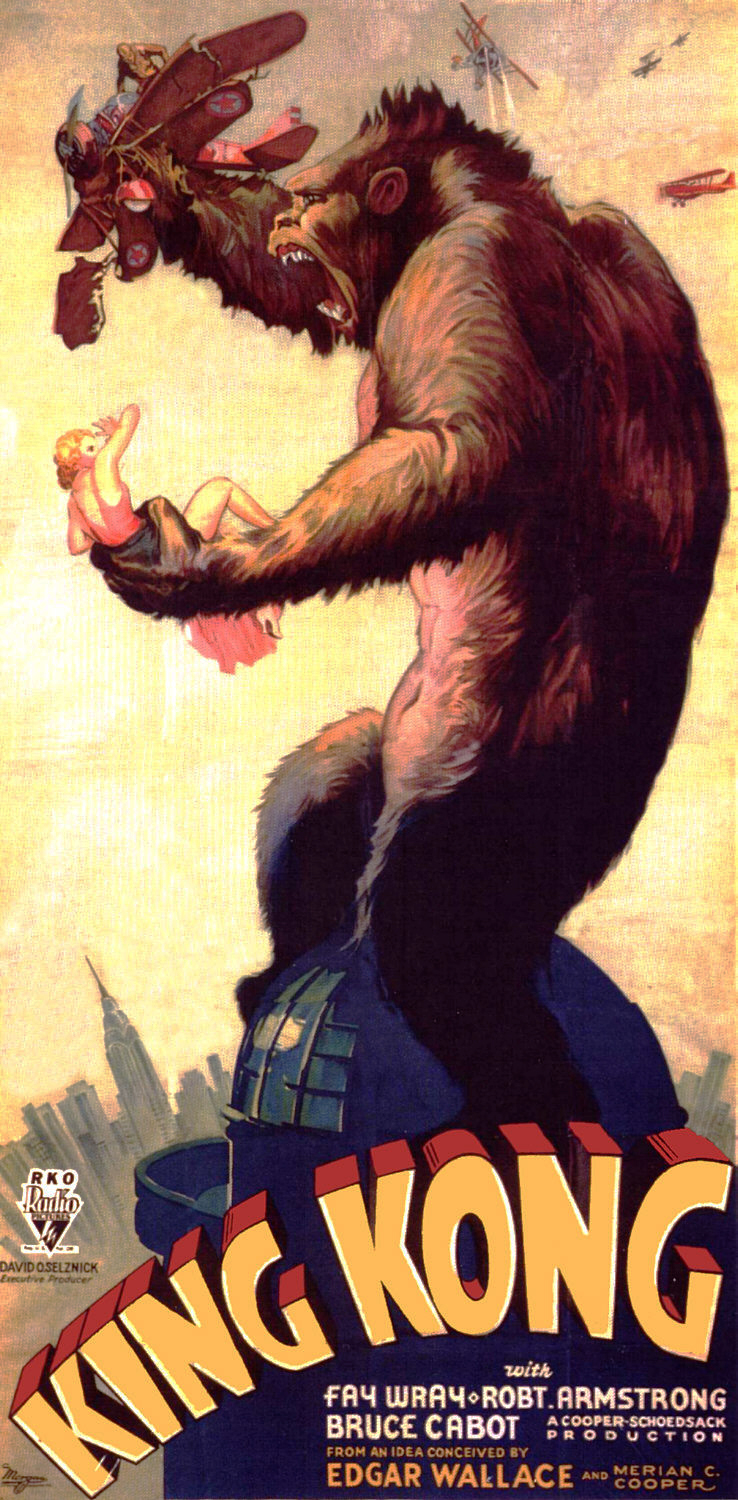 RKO
Radio
PICTURES
DAVID O. SELZNICK
Executive Producer
KING KONG
with
FAY WRAY ROBT. ARMSTRONG
BRUCE CABOT
A COOPER-SCHOEDSACK
PRODUCTION
FROM AN IDEA CONCEIVED BY
EDGAR WALLACE AND MERIAN C.
COOPER
Morgan